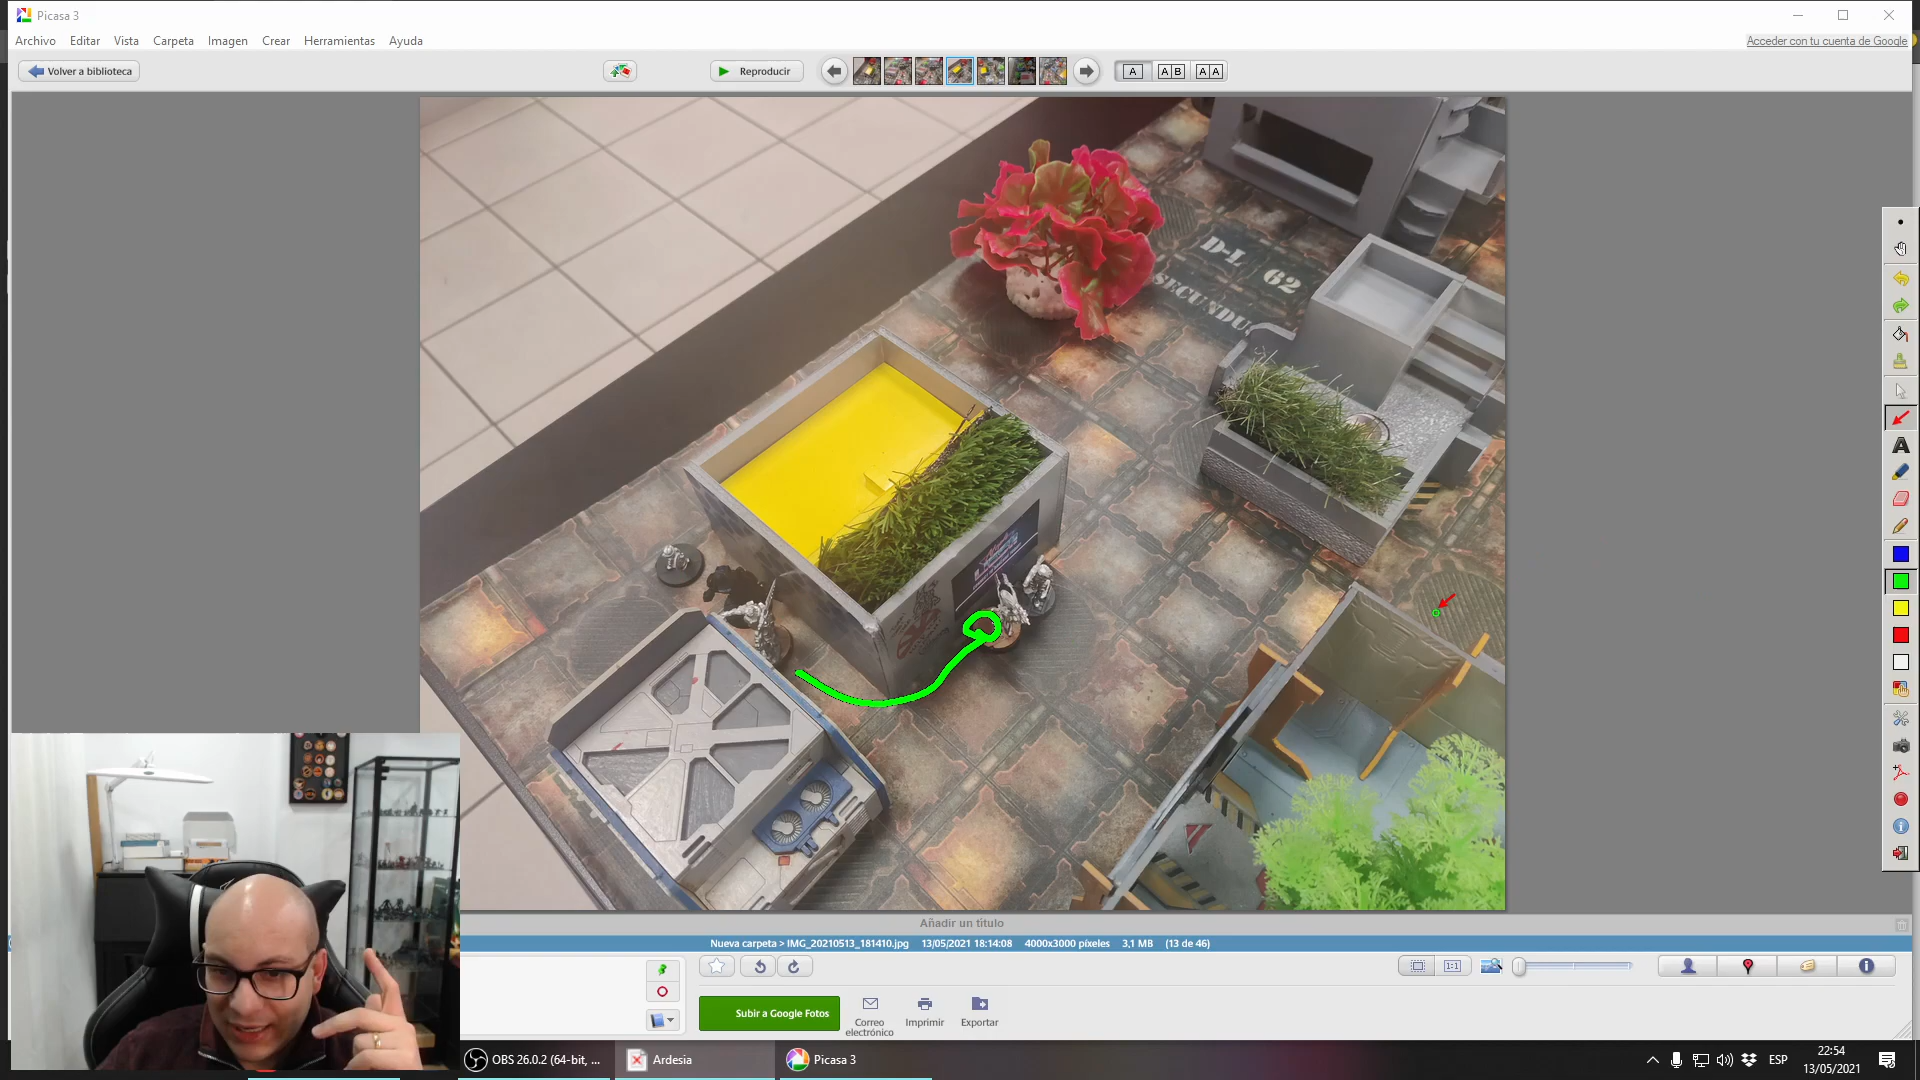 Picasa 3
Archivo Editar Vista Carpeta Imagen Crear Herramientas Ayuda
Acceder con tu cuenta de Google
Volver a biblioteca
Reproducir
A
A B
A A
D-L 62
SECUNDUS
Añadir un título
Nueva carpeta > IMG_20210513_181410.jpg 13/05/2021 18:14:08 4000x3000 píxeles 3,1 MB (13 de 46)
1:1
Subir a Google Fotos
Correo electrónico
Imprimir
Exportar
OBS 26.0.2 (64-bit, ...
Ardesia
Picasa 3
ESP
22:54
13/05/2021